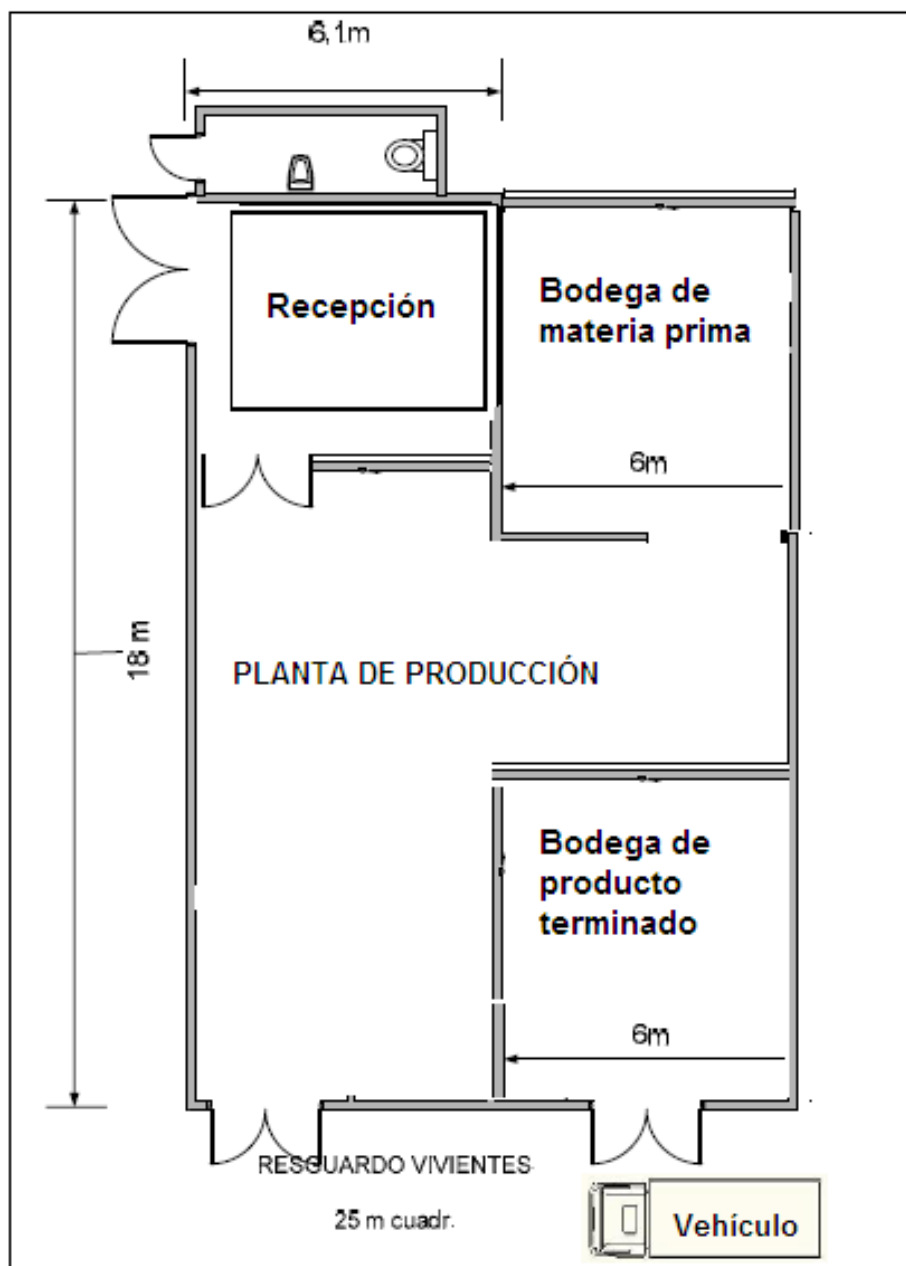 6,1m
Recepción
Bodega de
materia prima
6m
18 m
PLANTA DE PRODUCCIÓN
Bodega de
producto
terminado
6m
RESGUARDO VIVIENTES
25 m cuadr.
Vehículo